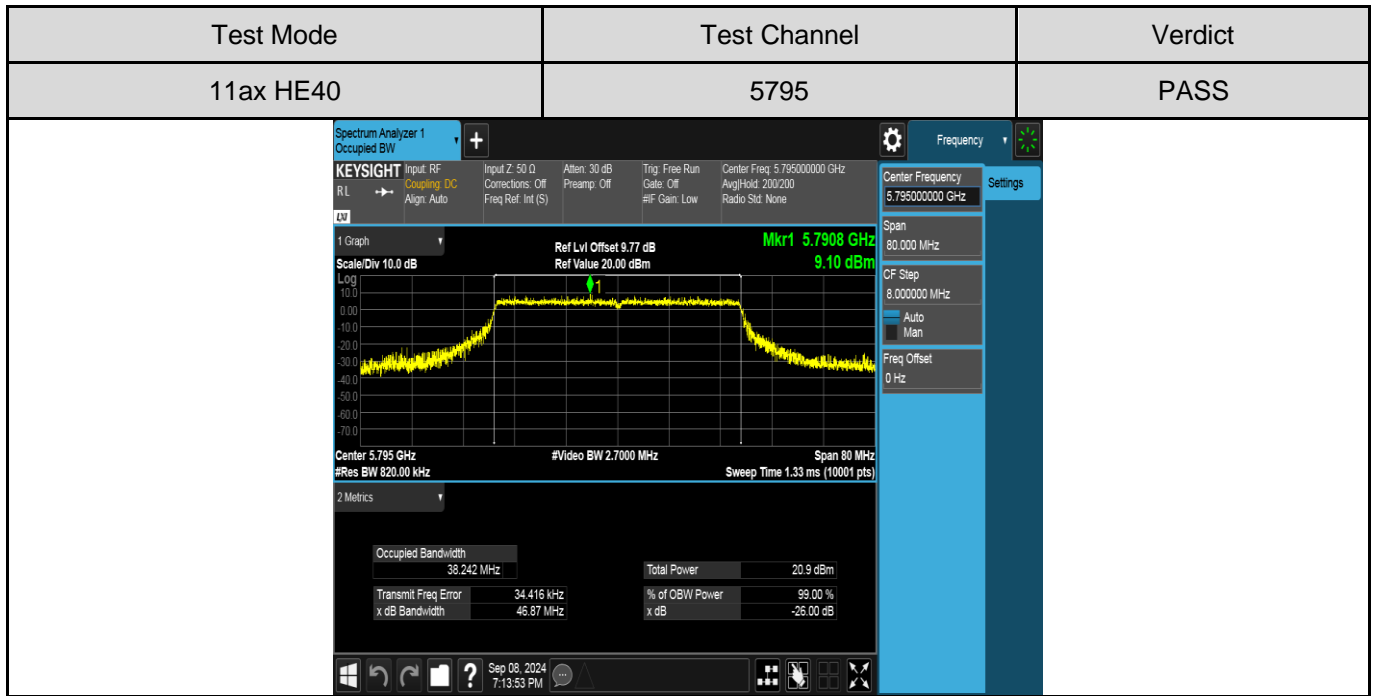 Test Mode Test Channel Verdict
11ax HE40 5795 PASS
Spectrum Analyzer 1
Occupied BW
+
Frequency
KEYSIGHT Input: RF Input Z: 50 Ω Atten: 30 dB Trig: Free Run Center Freq: 5.795000000 GHz
RL Coupling: DC Corrections: Off Preamp: Off Gate: Off Avg|Hold: 200/200
Align: Auto Freq Ref: Int (S) #IF Gain: Low Radio Std: None
LXI
Center Frequency
5.795000000 GHz
Settings
Span
80.000 MHz
CF Step
8.000000 MHz
Auto
Man
Freq Offset
0 Hz
1 Graph Ref Lvl Offset 9.77 dB Mkr1 5.7908 GHz
Scale/Div 10.0 dB Ref Value 20.00 dBm 9.10 dBm
Log
10.0
1
0.00
-10.0
-20.0
-30.0
-40.0
-50.0
-60.0
-70.0
Center 5.795 GHz #Video BW 2.7000 MHz Span 80 MHz
#Res BW 820.00 kHz Sweep Time 1.33 ms (10001 pts)
2 Metrics
Occupied Bandwidth
38.242 MHz Total Power 20.9 dBm
Transmit Freq Error 34.416 kHz % of OBW Power 99.00 %
x dB Bandwidth 46.87 MHz x dB -26.00 dB
? Sep 08, 2024
7:13:53 PM